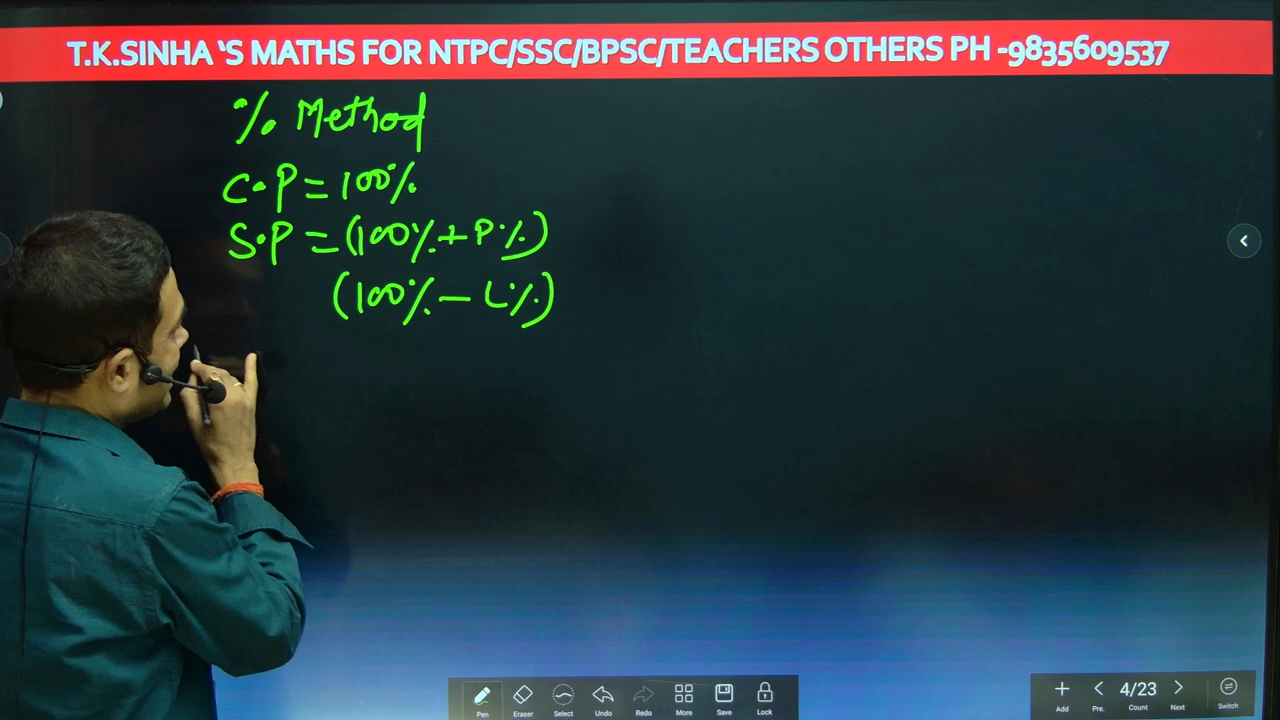 T.K.SINHA ‘S MATHS FOR NTPC/SSC/BPSC/TEACHERS OTHERS PH -9835609537
% Method
C.P = 100%
S.P = (100% + P%)
(100% - L%)
Pen Eraser Select Undo Redo More Save Lock
4/23
Add Pre. Count Next Switch